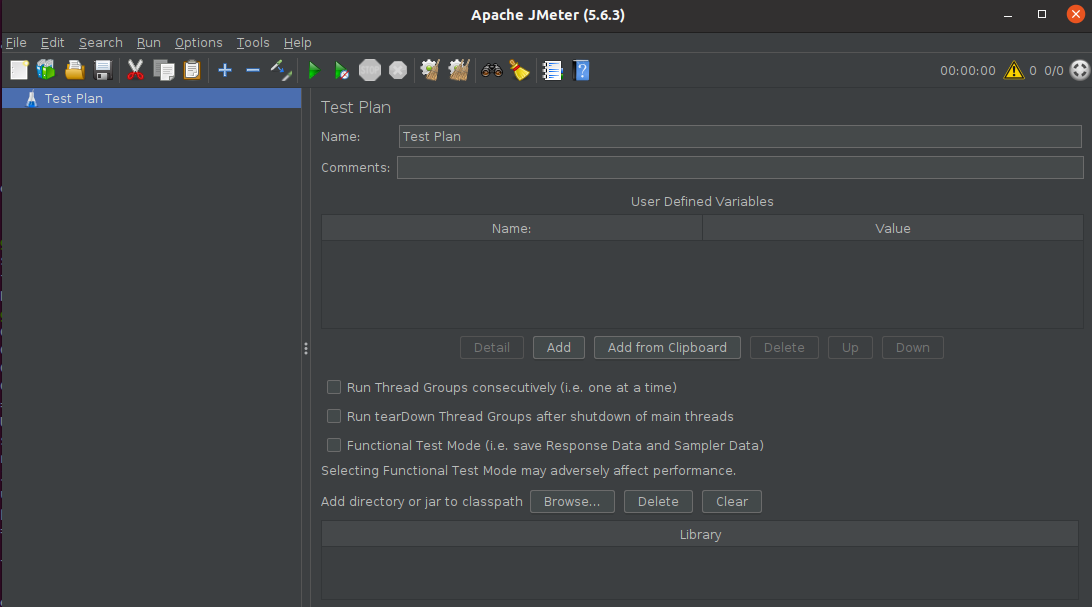 Apache JMeter (5.6.3)
File Edit Search Run Options Tools Help
STOP 00:00:00 0 0/0
Test Plan
Test Plan
Name: Test Plan
Comments:
User Defined Variables
Name: Value
Detail Add Add from Clipboard Delete Up Down
Run Thread Groups consecutively (i.e. one at a time)
Run tearDown Thread Groups after shutdown of main threads
Functional Test Mode (i.e. save Response Data and Sampler Data)
Selecting Functional Test Mode may adversely affect performance.
Add directory or jar to classpath Browse... Delete Clear
Library